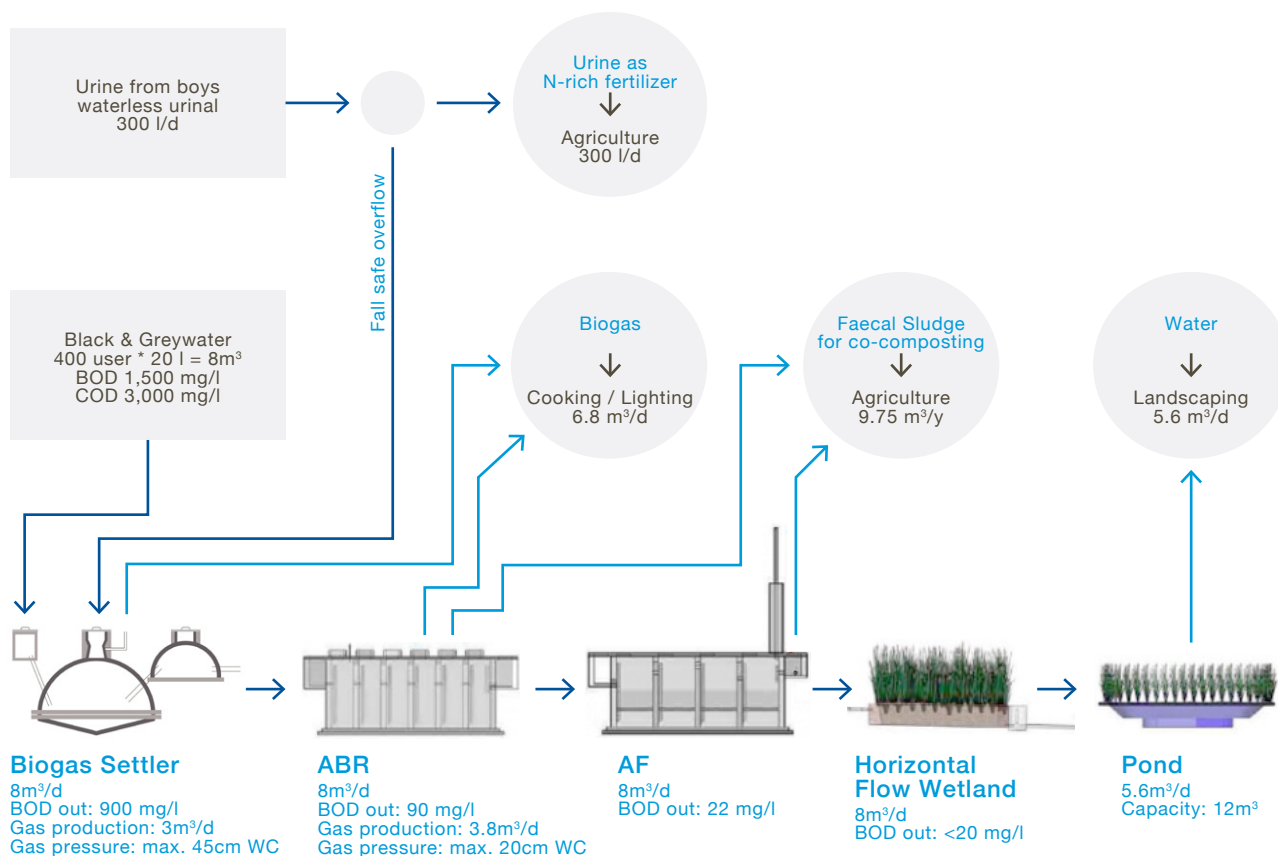 Urine from boys
waterless urinal
300 l/d
Urine as
N-rich fertilizer
Agriculture
300 l/d
Fall safe overflow
Black & Greywater
400 user * 20 l = 8m³
BOD 1,500 mg/l
COD 3,000 mg/l
Biogas
Cooking / Lighting
6.8 m³/d
Faecal Sludge
for co-composting
Agriculture
9.75 m³/y
Water
Landscaping
5.6 m³/d
Biogas Settler
8m³/d
BOD out: 900 mg/l
Gas production: 3m³/d
Gas pressure: max. 45cm WC
ABR
8m³/d
BOD out: 90 mg/l
Gas production: 3.8m³/d
Gas pressure: max. 20cm WC
AF
8m³/d
BOD out: 22 mg/l
Horizontal
Flow Wetland
8m³/d
BOD out: <20 mg/l
Pond
5.6m³/d
Capacity: 12m³